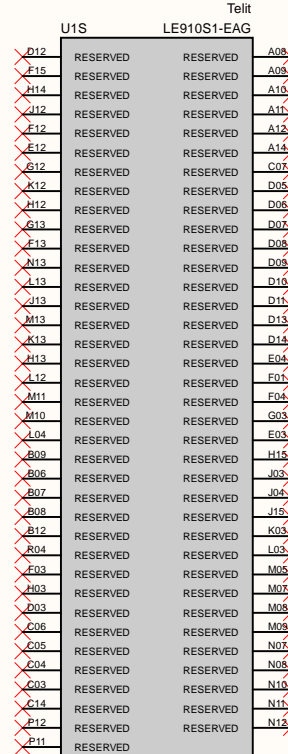 Telit
U1S LE910S1-EAG
D12 RESERVED RESERVED A08
F15 RESERVED RESERVED A09
H14 RESERVED RESERVED A10
J12 RESERVED RESERVED A11
F12 RESERVED RESERVED A12
E12 RESERVED RESERVED A14
G12 RESERVED RESERVED C07
K12 RESERVED RESERVED D05
H12 RESERVED RESERVED D06
G13 RESERVED RESERVED D07
F13 RESERVED RESERVED D08
N13 RESERVED RESERVED D09
L13 RESERVED RESERVED D10
J13 RESERVED RESERVED D11
M13 RESERVED RESERVED D13
K13 RESERVED RESERVED D14
H13 RESERVED RESERVED E04
L12 RESERVED RESERVED F01
M11 RESERVED RESERVED F04
M10 RESERVED RESERVED G03
L04 RESERVED RESERVED E03
B09 RESERVED RESERVED H15
B06 RESERVED RESERVED J03
B07 RESERVED RESERVED J04
B08 RESERVED RESERVED J15
B12 RESERVED RESERVED K03
R04 RESERVED RESERVED L03
F03 RESERVED RESERVED M05
H03 RESERVED RESERVED M07
D03 RESERVED RESERVED M08
C06 RESERVED RESERVED M09
C05 RESERVED RESERVED N07
C04 RESERVED RESERVED N08
C03 RESERVED RESERVED N10
C14 RESERVED RESERVED N11
P12 RESERVED RESERVED N12
P11 RESERVED